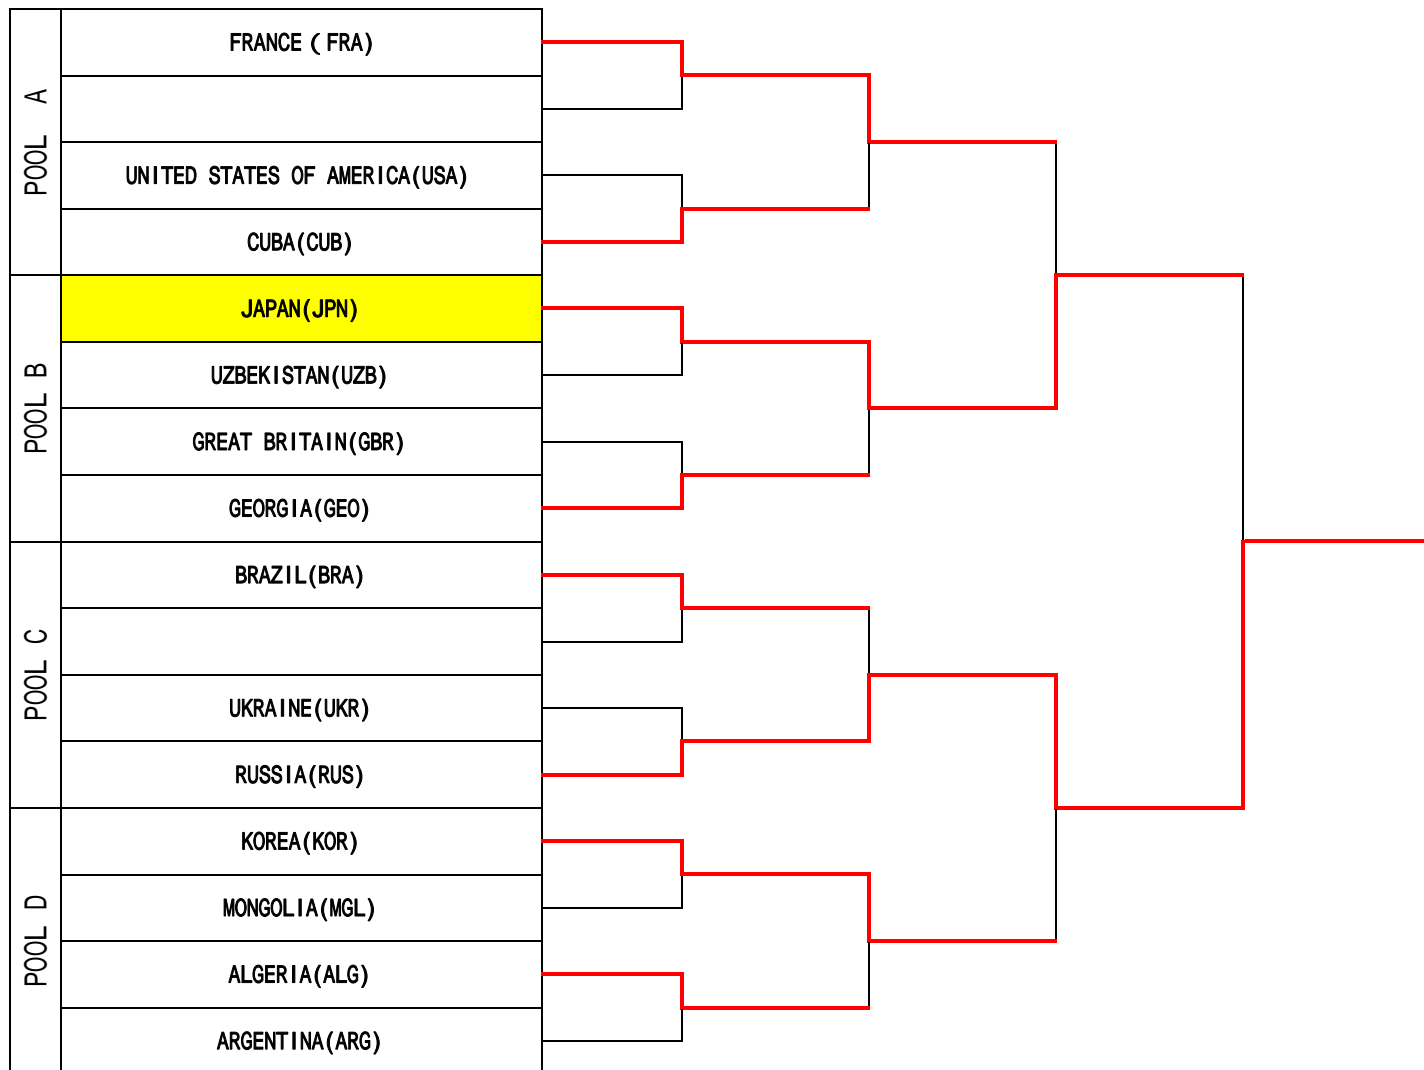 POOL A
FRANCE(FRA)
UNITED STATES OF AMERICA(USA)
CUBA(CUB)
POOL B
JAPAN(JPN)
UZBEKISTAN(UZB)
GREAT BRITAIN(GBR)
GEORGIA(GEO)
POOL C
BRAZIL(BRA)
UKRAINE(UKR)
RUSSIA(RUS)
POOL D
KOREA(KOR)
MONGOLIA(MGL)
ALGERIA(ALG)
ARGENTINA(ARG)